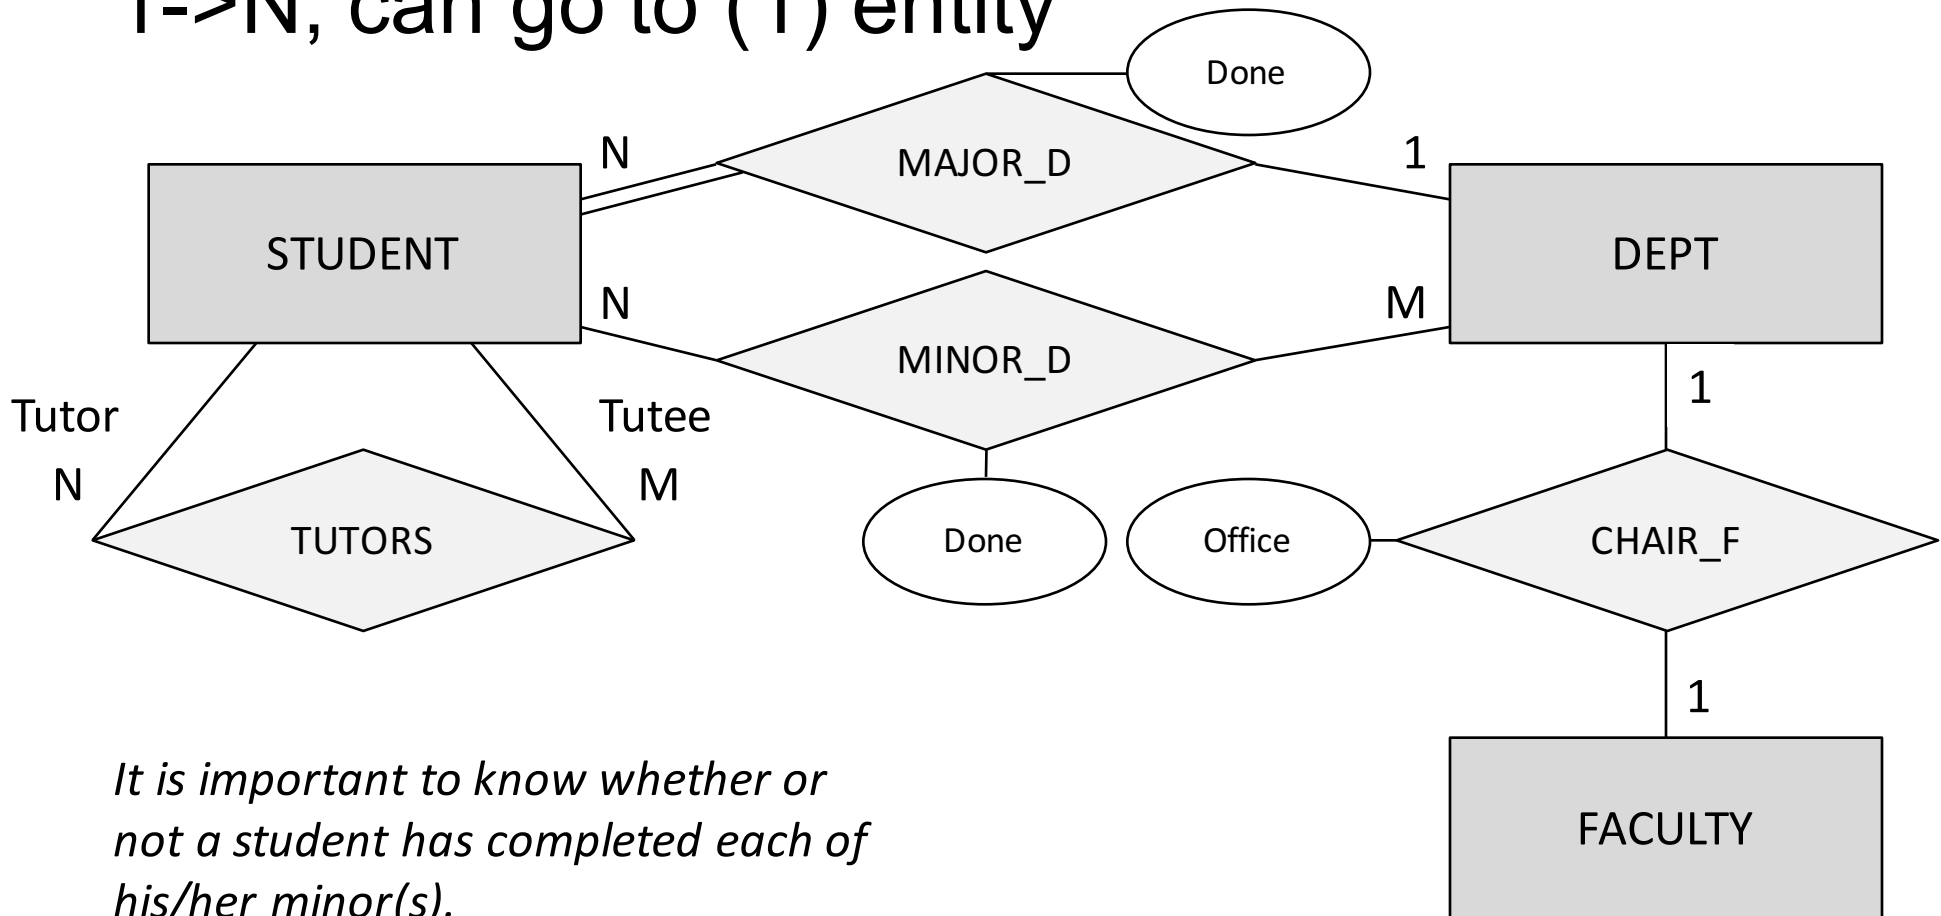 1->N, can go to (1) entity
Done
N
MAJOR_D
1
STUDENT
DEPT
N
MINOR_D
M
Tutor
Tutee
1
N
M
TUTORS
Done
Office
CHAIR_F
1
It is important to know whether or
not a student has completed each of
his/her minor(s).
FACULTY